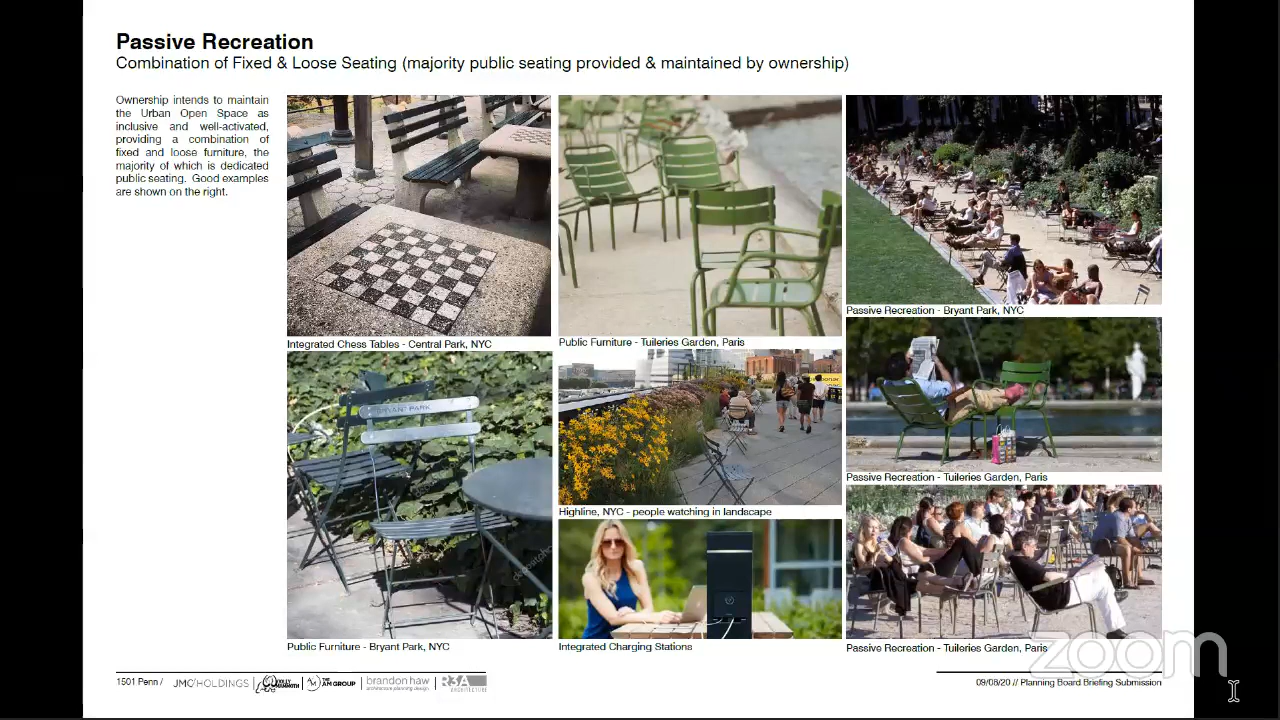 Passive Recreation
Combination of Fixed & Loose Seating (majority public seating provided & maintained by ownership)
Ownership intends to maintain
the Urban Open Space as
inclusive and well-activated,
providing a combination of
fixed and loose furniture, the
majority of which is dedicated
public seating. Good examples
are shown on the right.
Integrated Chess Tables - Central Park, NYC
Public Furniture - Tuileries Garden, Paris
Passive Recreation - Bryant Park, NYC
BRYANT PARK
Passive Recreation - Tuileries Garden, Paris
Highline, NYC - people watching in landscape
Public Furniture - Bryant Park, NYC
Integrated Charging Stations
Passive Recreation - Tuileries Garden, Paris
zoom
1501 Penn /
JMC/HOLDINGS
THE
AM GROUP
brandon haw
architecture planning design
R3A
ARCHITECTURE
09/08/20 // Planning Board Briefing Submission